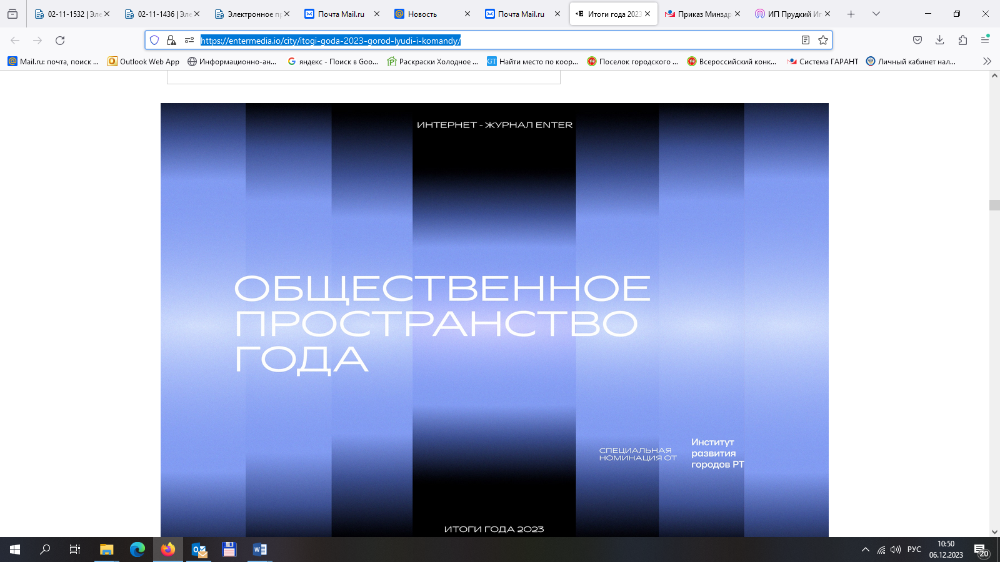 02-11-1532 | Эле
02-11-1436 | Эле
Электронное пр
Почта Mail.ru
Новость
Почта Mail.ru
Итоги года 2023
Приказ Минздр
ИП Прудкий Иг
https://entermedia.io/city/itogi-goda-2023-gorod-lyudi-i-komandy/
Mail.ru: почта, поиск ...
Outlook Web App
Информационно-ан...
яндекс - Поиск в Goo...
Раскраски Холодное ...
GT Найти место по коор...
Поселок городского ...
Всероссийский конк...
Система ГАРАНТ
Личный кабинет нал...
ИНТЕРНЕТ - ЖУРНАЛ ENTER
ОБЩЕСТВЕННОЕ
ПРОСТРАНСТВО
ГОДА
СПЕЦИАЛЬНАЯ
НОМИНАЦИЯ ОТ
Институт
развития
городов РТ
ИТОГИ ГОДА 2023
РУС
10:50
06.12.2023
20